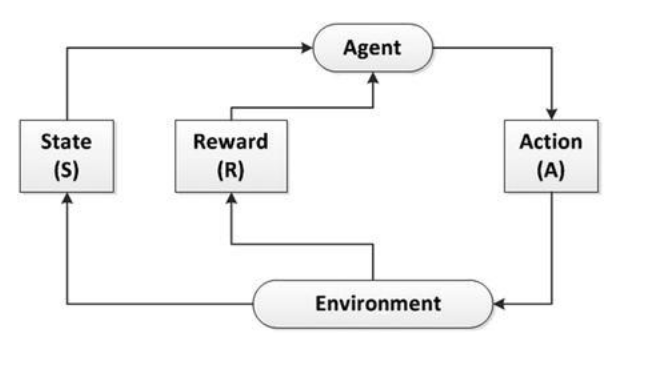 Agent
State
(S)
Reward
(R)
Action
(A)
Environment